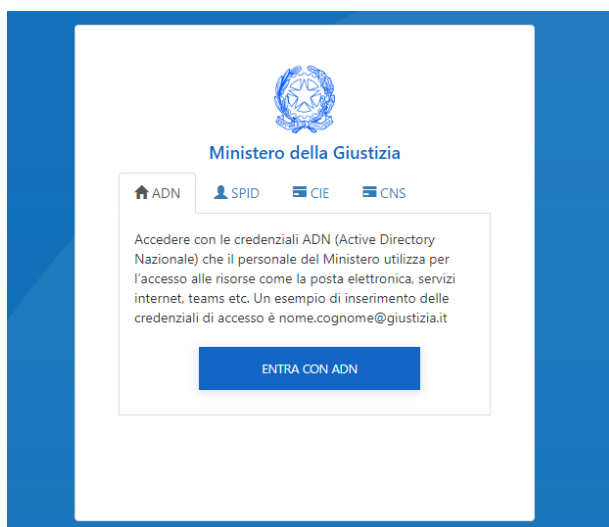 Ministero della Giustizia
ADN SPID CIE CNS
Accedere con le credenziali ADN (Active Directory
Nazionale) che il personale del Ministero utilizza per
l'accesso alle risorse come la posta elettronica, servizi
internet, teams etc. Un esempio di inserimento delle
credenziali di accesso è nome.cognome@giustizia.it
ENTRA CON ADN